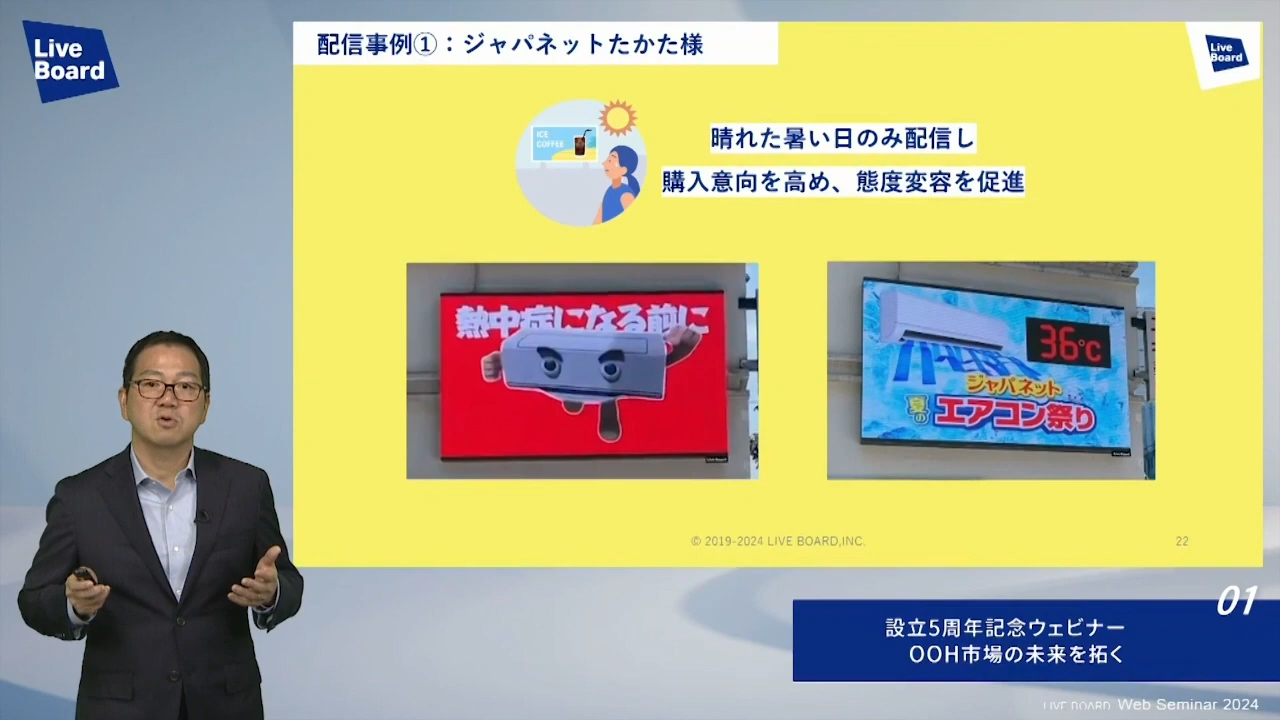 Live
Board
配信事例①：ジャパネットたかた様
Live
Board
ICE
COFFEE
晴れた暑い日のみ配信し
購入意向を高め、態度変容を促進
熱中症になる前に
36℃
ジャパネット
夏の
エアコン祭り
© 2019-2024 LIVE BOARD,INC.
22
01
設立5周年記念ウェビナー
OOH市場の未来を拓く
LIVE BOARD Web Seminar 2024